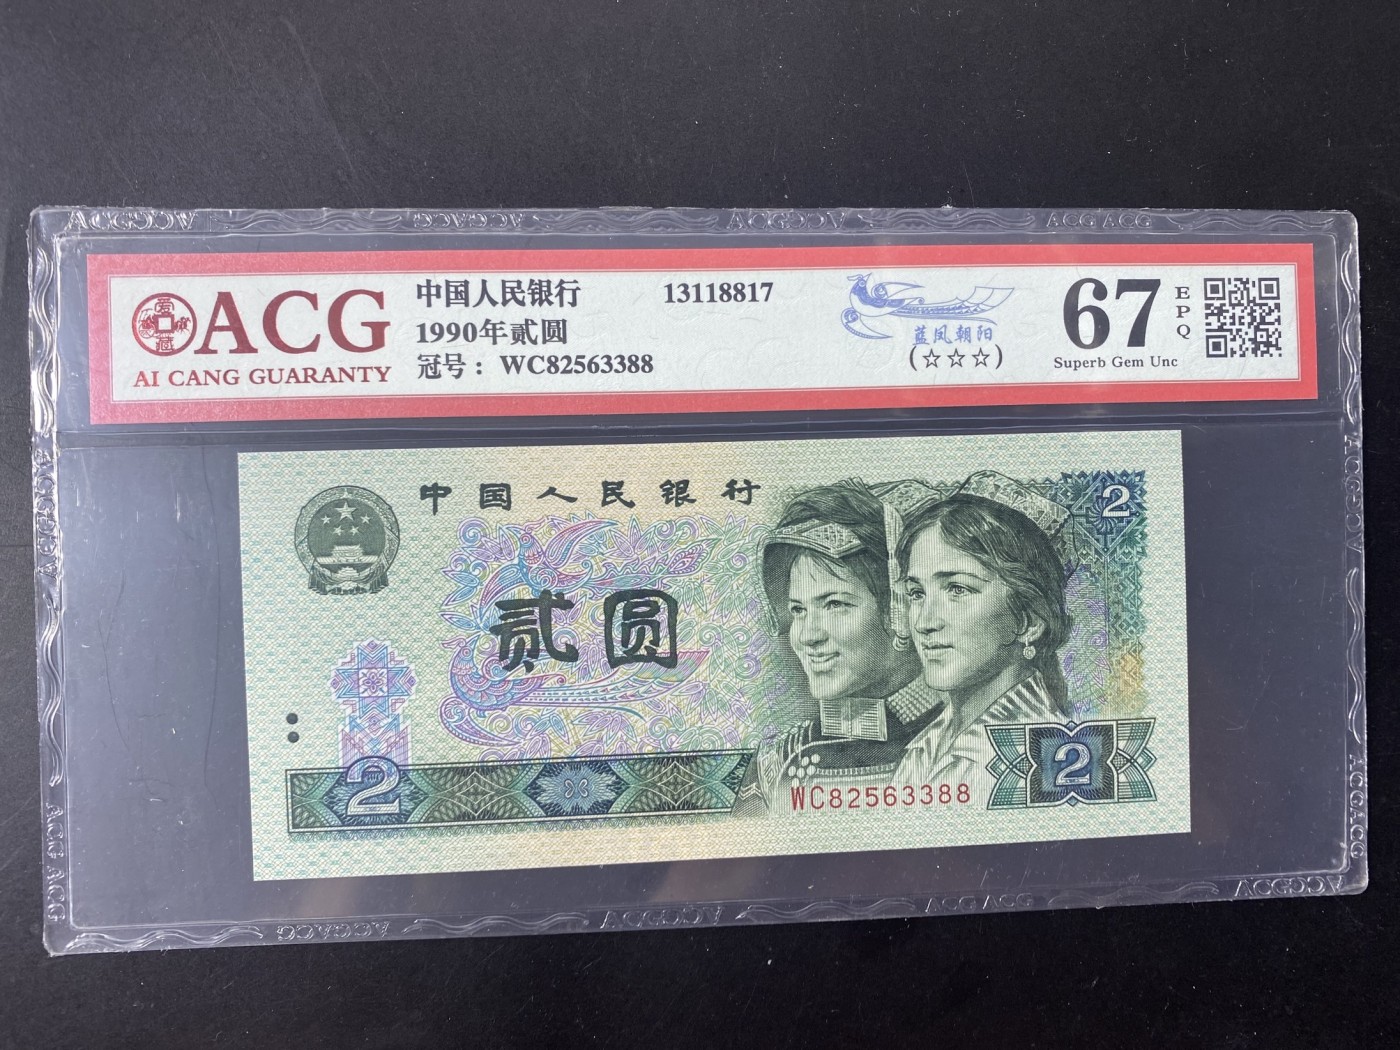 ACG
AI CANG GUARANTY
爱藏
中国人民银行 13118817
1990年贰圆
冠号： WC82563388
蓝凤朝阳
(☆☆☆)
67
EPQ
Superb Gem Unc
中国人民银行
2
贰圆
2
WC82563388
2